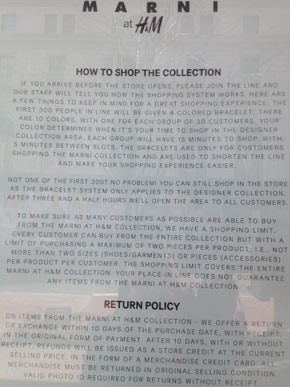 MARNI
at H&M
HOW TO SHOP THE COLLECTION
IF YOU ARRIVE BEFORE THE STORE OPENS, PLEASE JOIN THE LINE AND
OUR STAFF WILL TELL YOU HOW THE SHOPPING SYSTEM WORKS. HERE ARE
A FEW THINGS TO KEEP IN MIND FOR A GREAT SHOPPING EXPERIENCE: THE
FIRST 300 PEOPLE IN LINE WILL BE GIVEN A COLORED BRACELET. THERE
ARE 10 COLORS, WITH ONE FOR EACH GROUP OF 30 CUSTOMERS. YOUR
COLOR DETERMINES WHEN IT'S YOUR TIME TO SHOP IN THE DESIGNER
COLLECTION AREA. EACH GROUP WILL HAVE 15 MINUTES TO SHOP, WITH
5 MINUTES BETWEEN SLOTS. THE BRACELETS ARE ONLY FOR CUSTOMERS
SHOPPING THE MARNI COLLECTION AND ARE USED TO SHORTEN THE LINE
AND MAKE YOUR SHOPPING EXPERIENCE EASIER.
NOT ONE OF THE FIRST 300? NO PROBLEM! YOU CAN STILL SHOP IN THE STORE
AS THE BRACELET SYSTEM ONLY APPLIES TO THE DESIGNER COLLECTION.
AFTER THREE AND A HALF HOURS WE'LL OPEN THE AREA TO ALL CUSTOMERS.
TO MAKE SURE AS MANY CUSTOMERS AS POSSIBLE ARE ABLE TO BUY
FROM THE MARNI AT H&M COLLECTION, WE HAVE A SHOPPING LIMIT.
EVERY CUSTOMER CAN BUY FROM THE ENTIRE COLLECTION BUT WITH A
LIMIT OF PURCHASING A MAXIMUM OF TWO PIECES PER PRODUCT, I.E. NOT
MORE THAN TWO SIZES (SHOES/GARMENTS) OR PIECES (ACCESSORIES)
PER PRODUCT PER CUSTOMER. THE SHOPPING LIMIT COVERS THE ENTIRE
MARNI AT H&M COLLECTION. YOUR PLACE IN LINE DOES NOT GUARANTEE
ANY ITEMS FROM THE MARNI AT H&M COLLECTION.
RETURN POLICY
ON ITEMS FROM THE MARNI AT H&M COLLECTION - WE OFFER A RETURN
OR EXCHANGE WITHIN 10 DAYS OF THE PURCHASE DATE, WITH RECEIPT,
IN THE ORIGINAL FORM OF PAYMENT. AFTER 10 DAYS, WITH OR WITHOUT
RECEIPT, REFUNDS WILL BE ISSUED AS A STORE CREDIT AT THE CURRENT
SELLING PRICE, IN THE FORM OF A MERCHANDISE CREDIT CARD. ALL
MERCHANDISE MUST BE RETURNED IN ORIGINAL SELLING CONDITION.
VALID PHOTO ID REQUIRED FOR RETURNS WITHOUT RECEIPT.